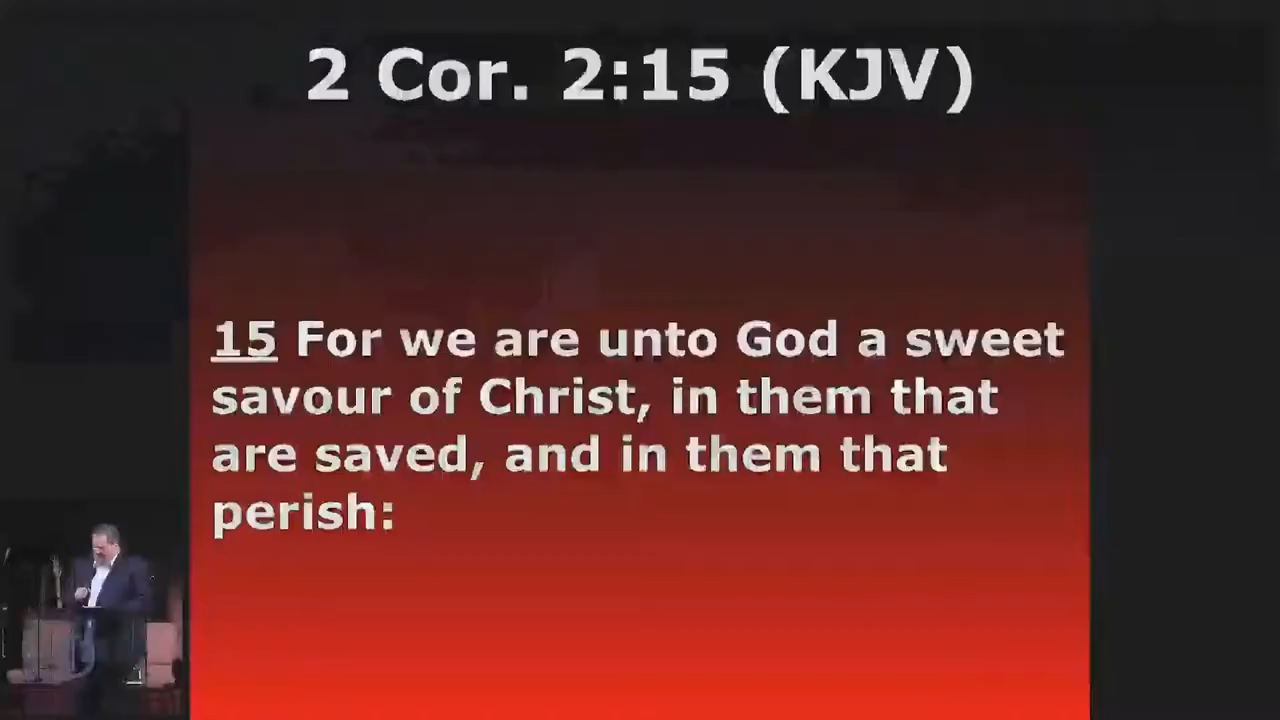 2 Cor. 2:15 (KJV)
15 For we are unto God a sweet
savour of Christ, in them that
are saved, and in them that
perish: